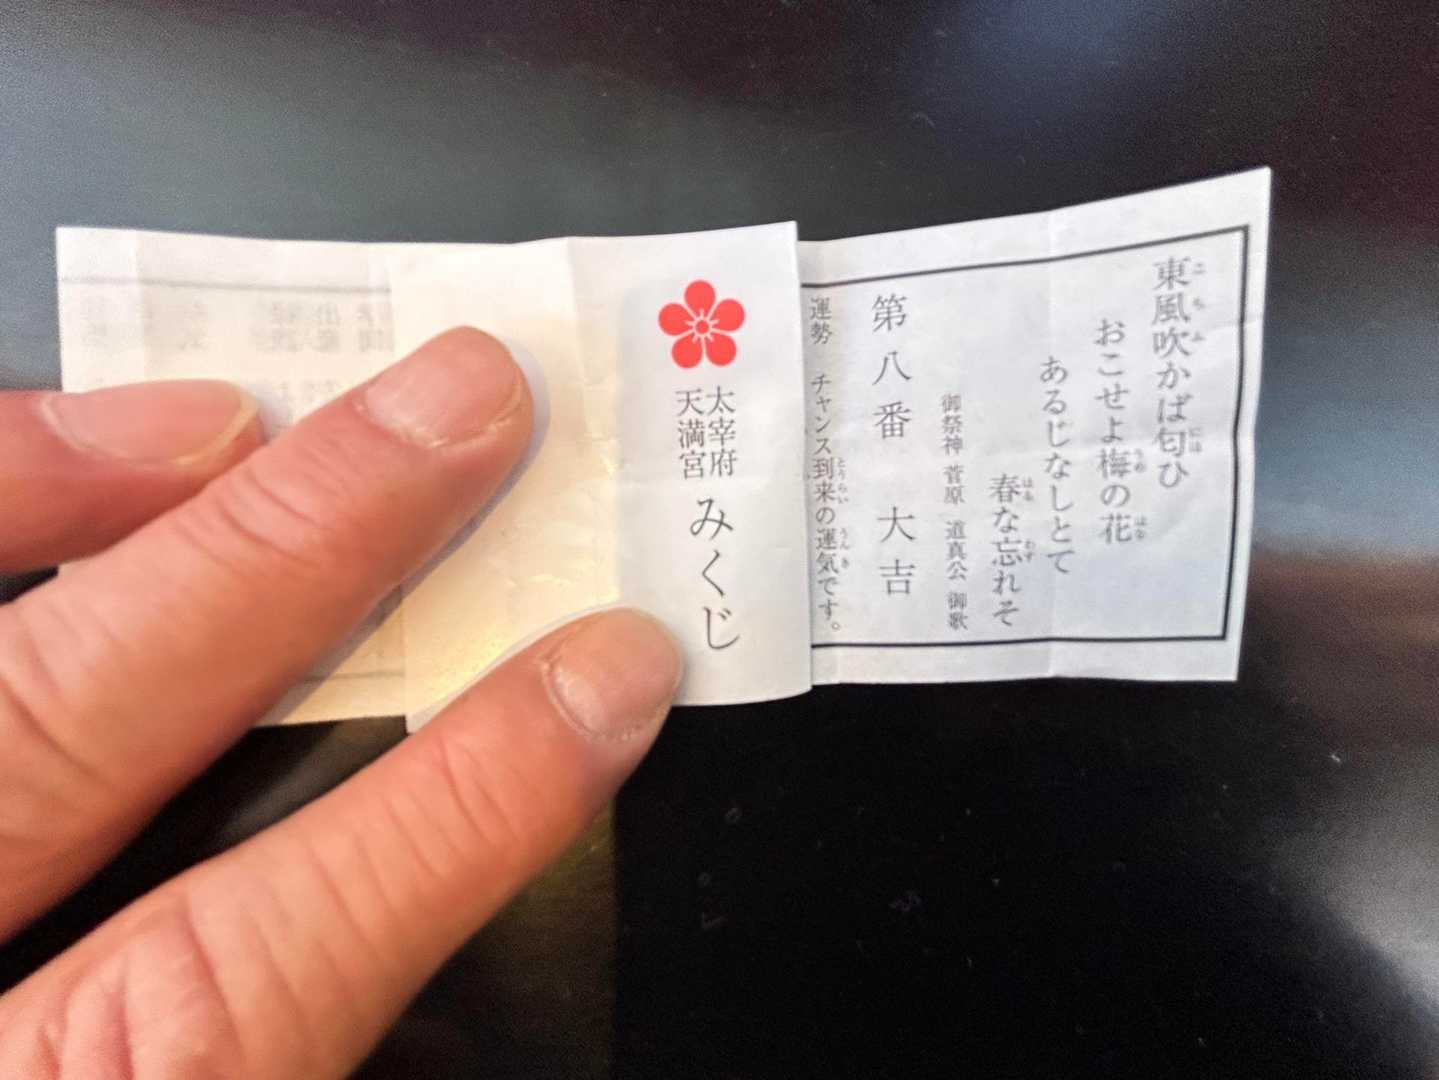 東風吹かば匂ひ
おこせよ梅の花
あるじなしとて
春な忘れそ
御祭神 菅原 道真公 御歌
第八番 大吉
運勢 チャンス到来の運気です。
太宰府
天満宮
みくじ